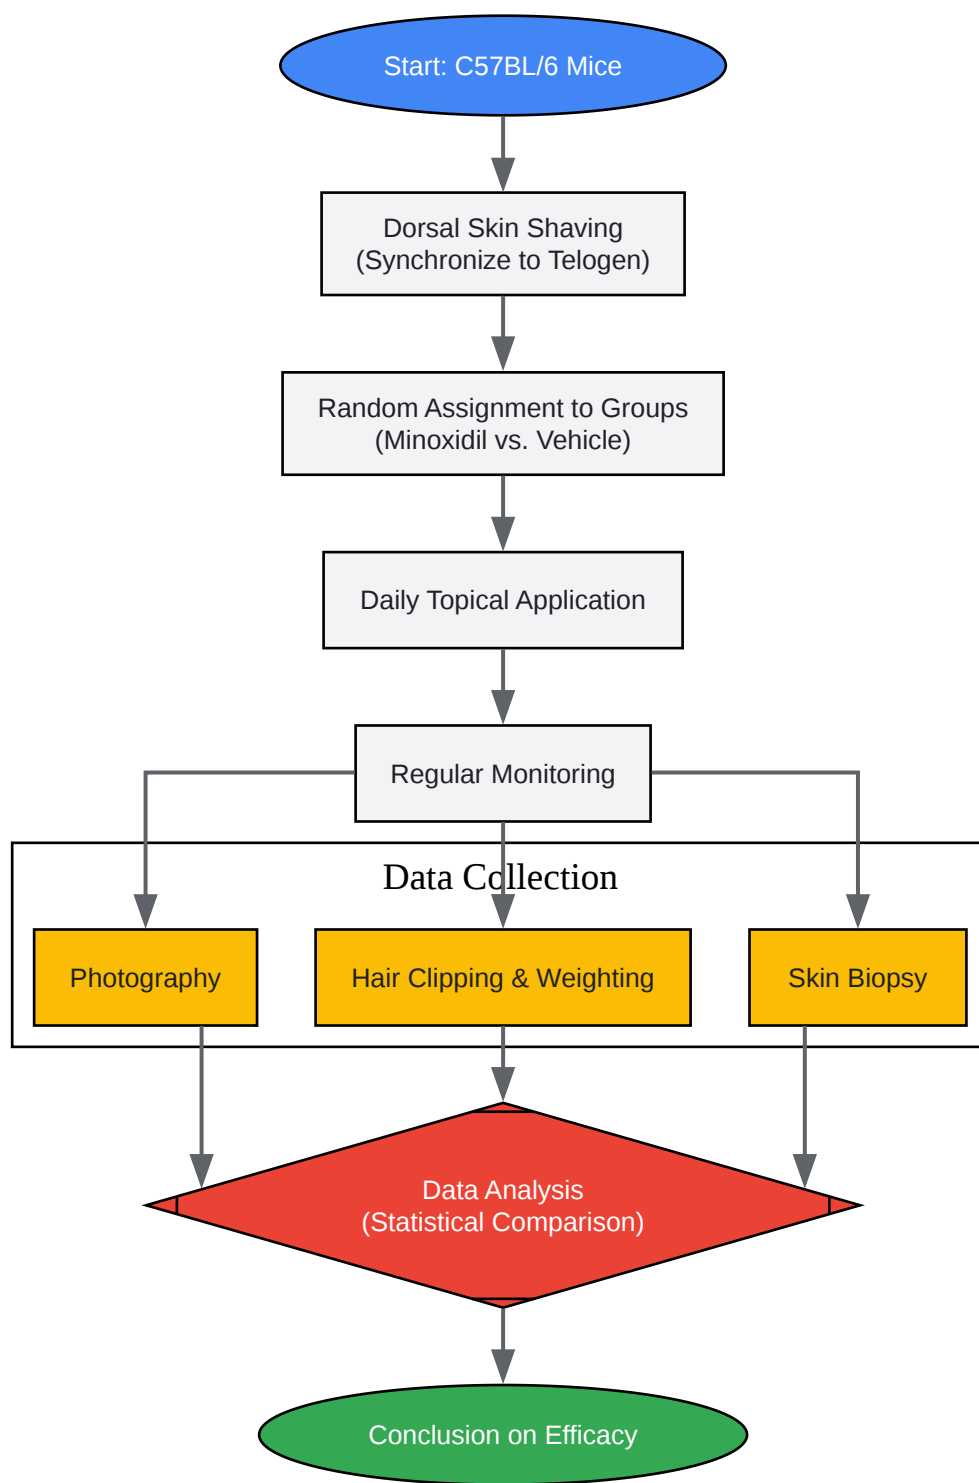 Start: C57BL/6 Mice
Dorsal Skin Shaving
(Synchronize to Telogen)
Random Assignment to Groups
(Minoxidil vs. Vehicle)
Daily Topical Application
Regular Monitoring
Data Collection
Photography
Hair Clipping & Weighting
Skin Biopsy
Data Analysis
(Statistical Comparison)
Conclusion on Efficacy